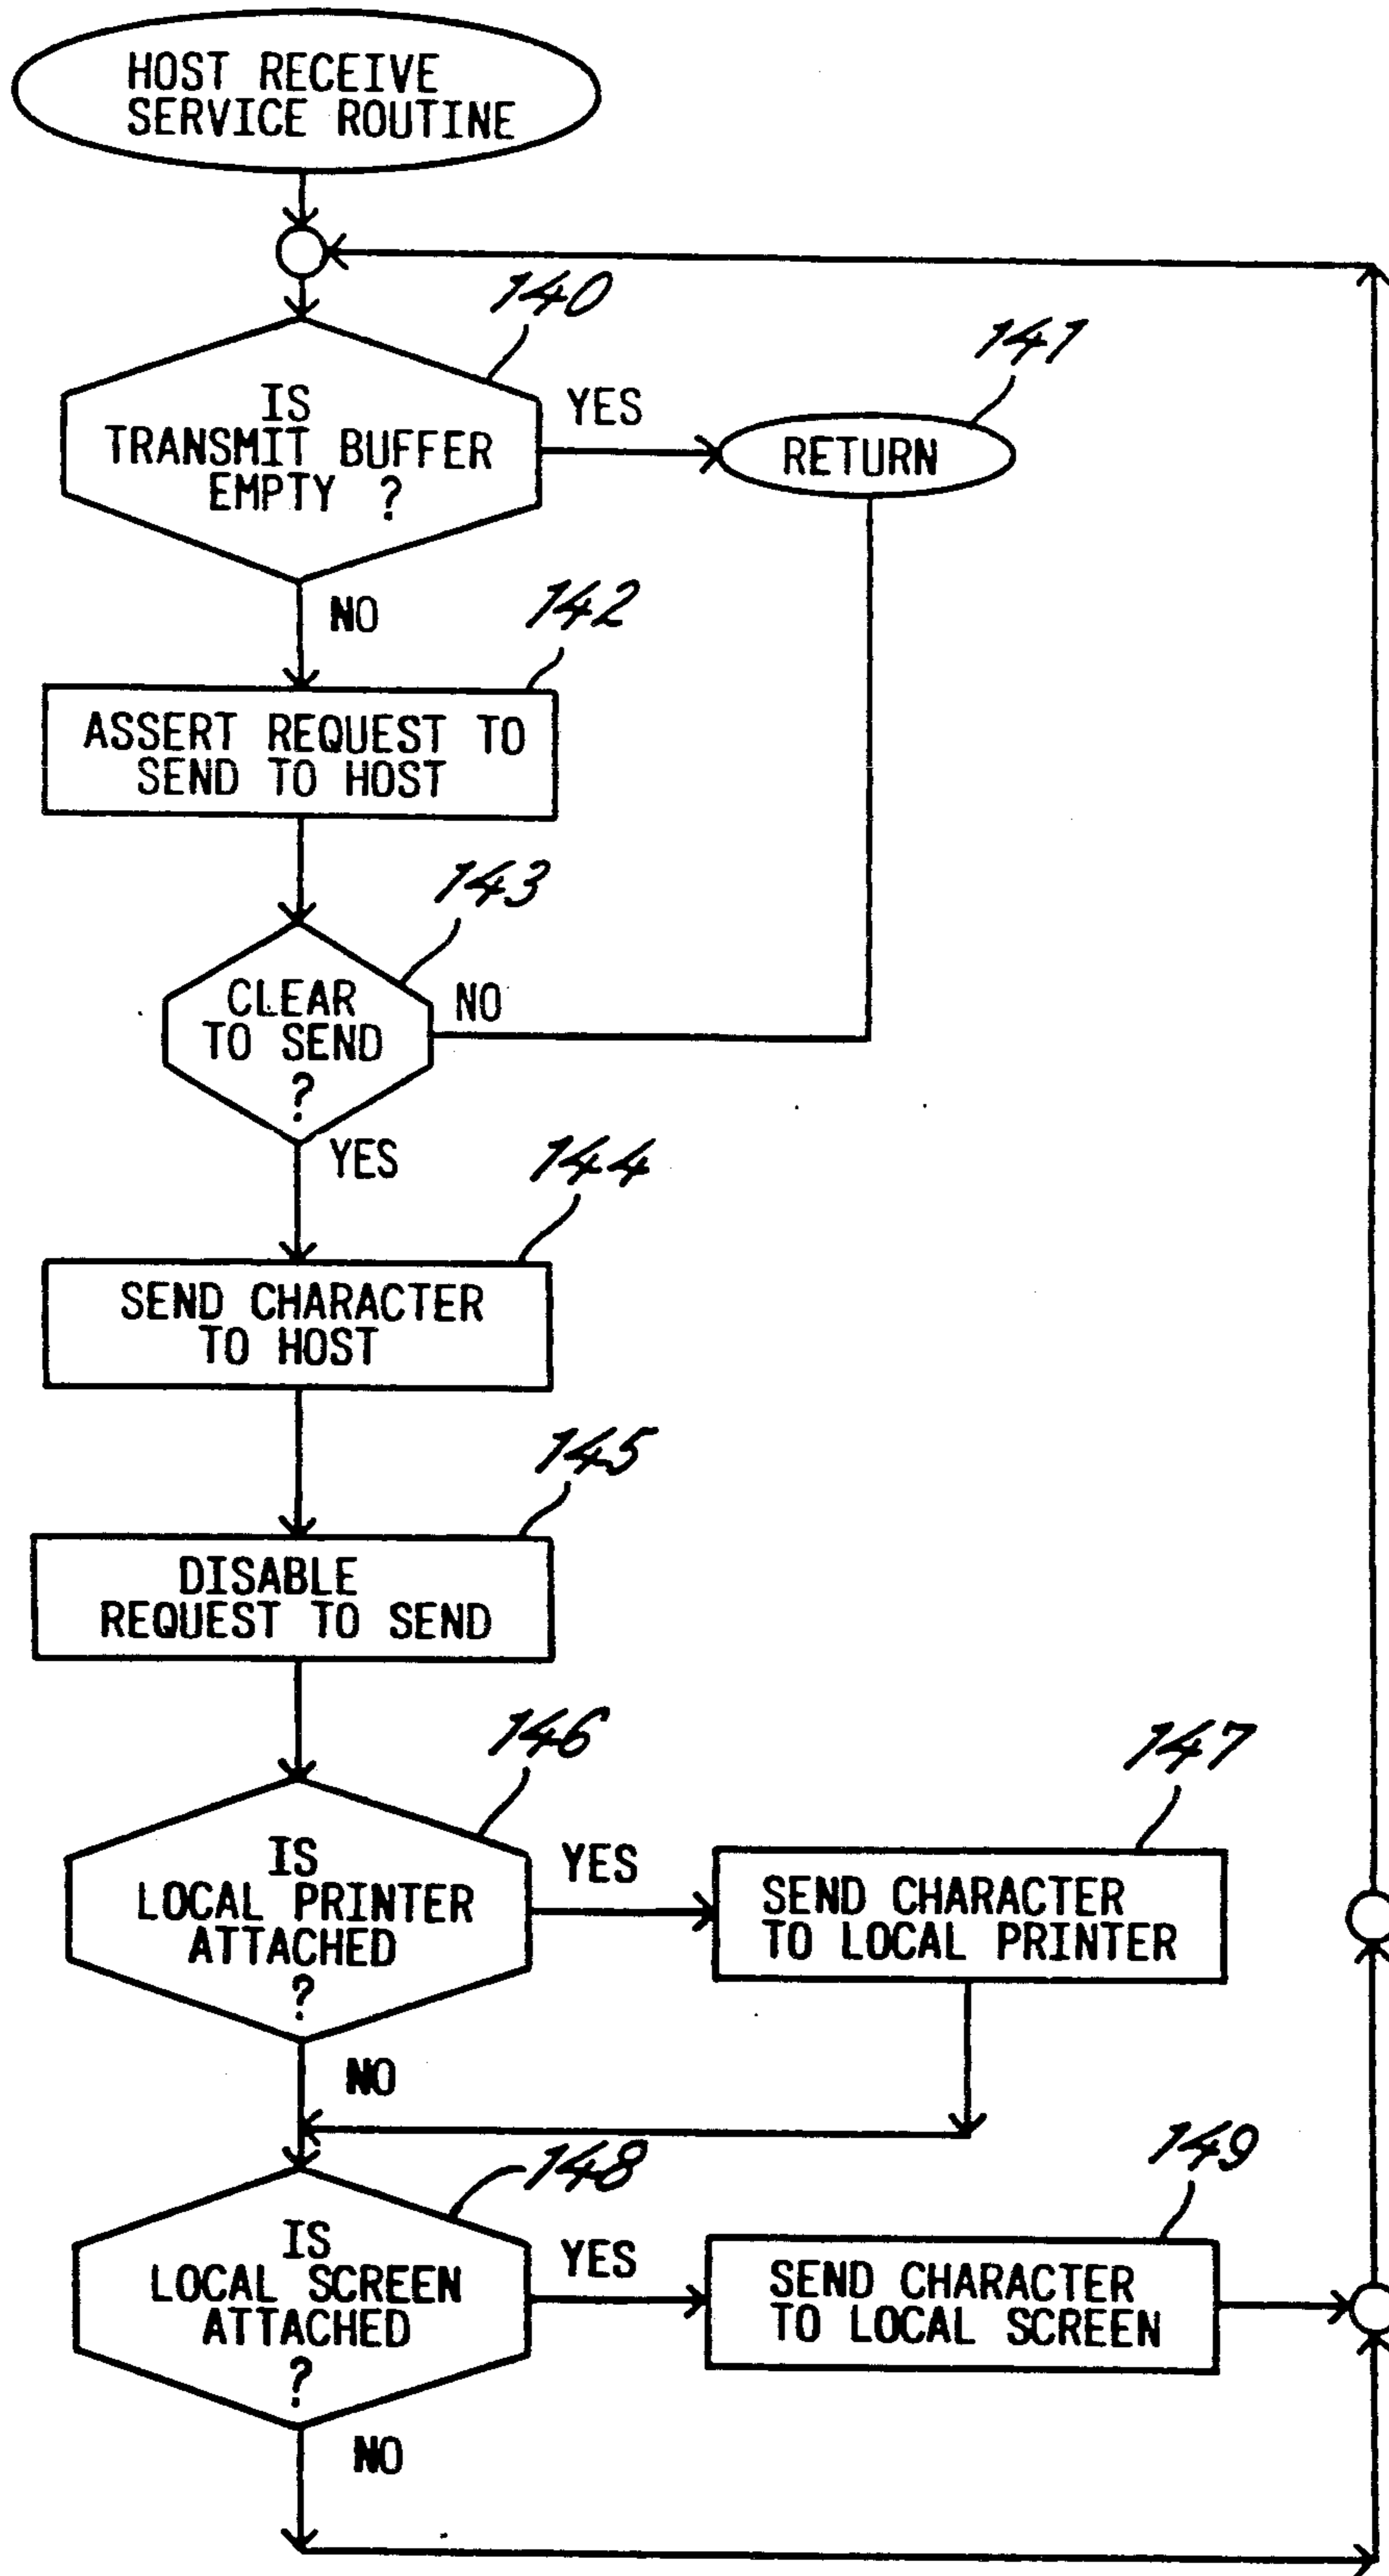 HOST RECEIVE
SERVICE ROUTINE
140
IS
TRANSMIT BUFFER
EMPTY ?
YES
141
RETURN
NO
142
ASSERT REQUEST TO
SEND TO HOST
143
CLEAR
TO SEND
?
NO
YES
144
SEND CHARACTER
TO HOST
145
DISABLE
REQUEST TO SEND
146
IS
LOCAL PRINTER
ATTACHED
?
YES
147
SEND CHARACTER
TO LOCAL PRINTER
NO
148
IS
LOCAL SCREEN
ATTACHED
?
YES
149
SEND CHARACTER
TO LOCAL SCREEN
NO